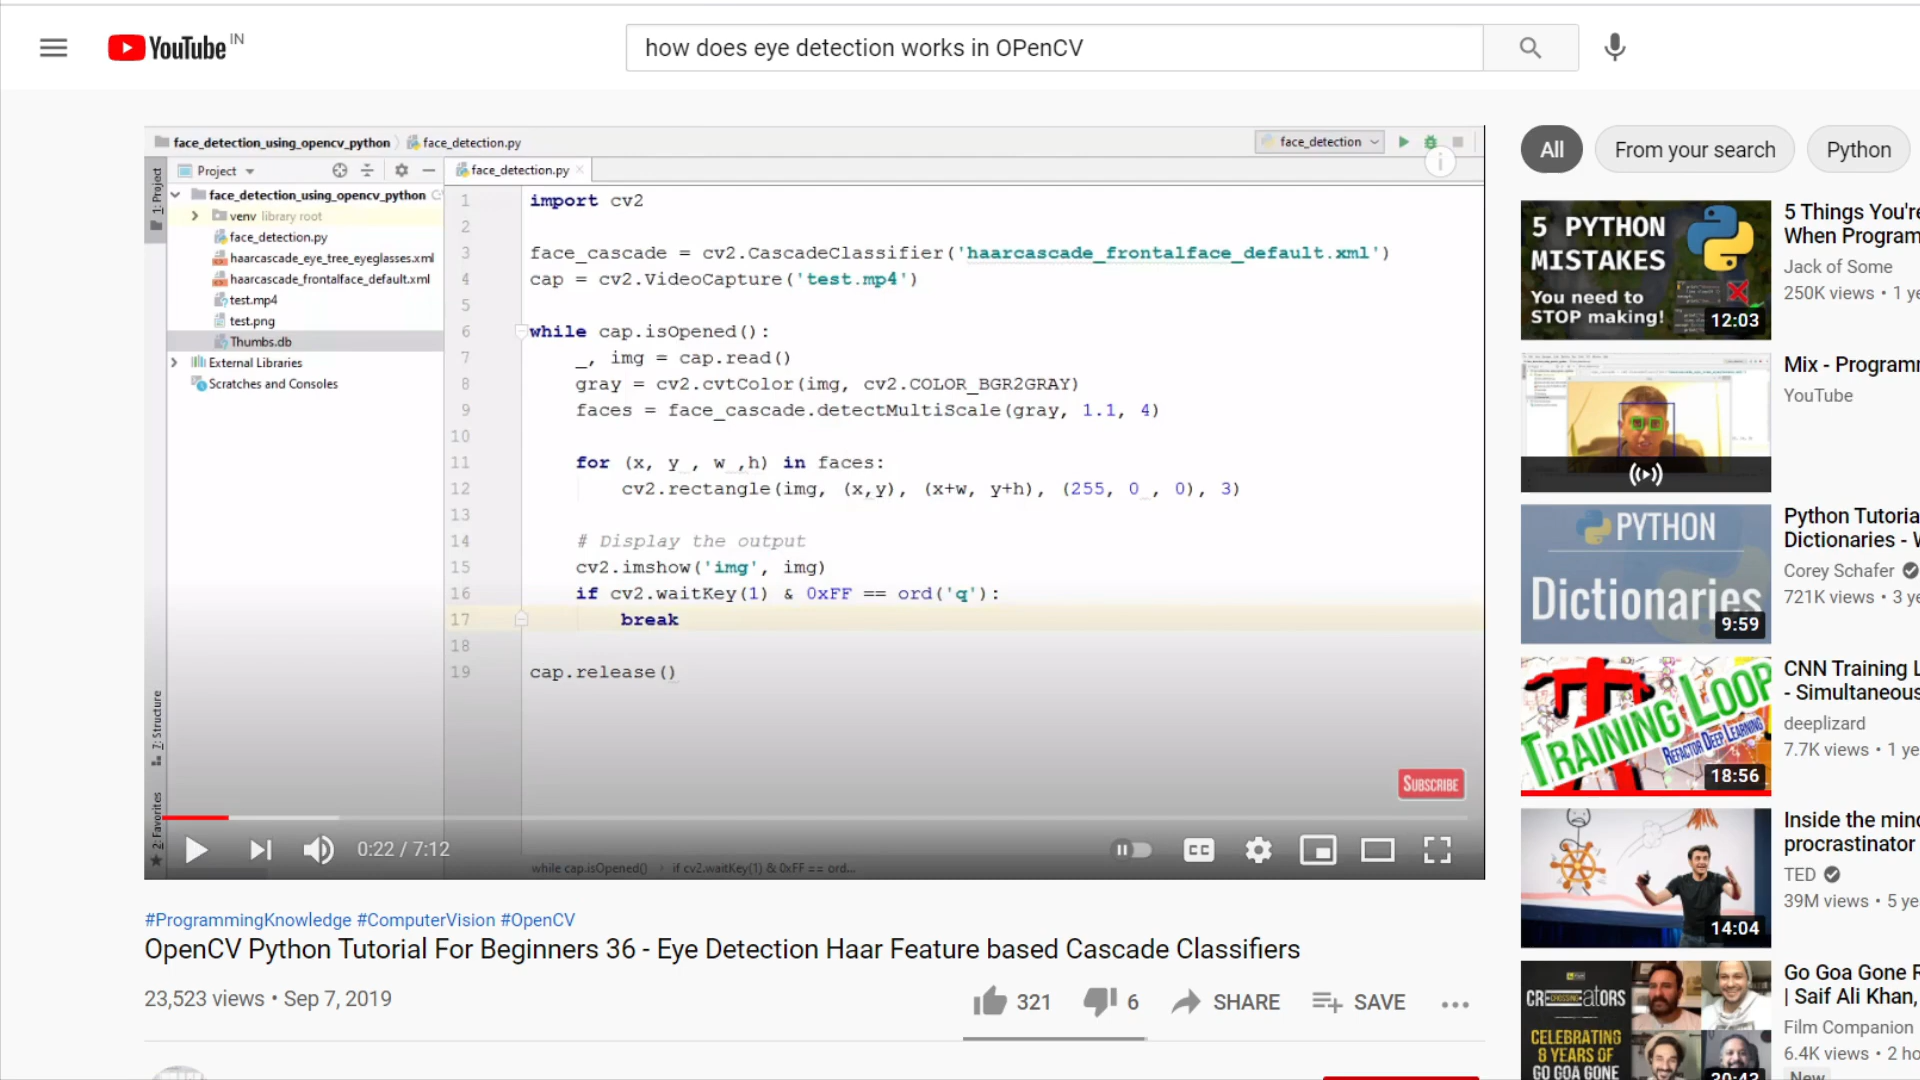 YouTube IN
how does eye detection works in OPenCV
face_detection_using_opencv_python
face_detection.py
face_detection
1: Project
Project
face_detection_using_opencv_python
venv library root
face_detection.py
haarcascade_eye_tree_eyeglasses.xml
haarcascade_frontalface_default.xml
test.mp4
test.png
Thumbs.db
External Libraries
Scratches and Consoles
7: Structure
2: Favorites
face_detection.py
1 import cv2
2
3 face_cascade = cv2.CascadeClassifier('haarcascade_frontalface_default.xml')
4 cap = cv2.VideoCapture('test.mp4')
5
6 while cap.isOpened():
7 _, img = cap.read()
8 gray = cv2.cvtColor(img, cv2.COLOR_BGR2GRAY)
9 faces = face_cascade.detectMultiScale(gray, 1.1, 4)
10
11 for (x, y , w ,h) in faces:
12 cv2.rectangle(img, (x,y), (x+w, y+h), (255, 0 , 0), 3)
13
14 # Display the output
15 cv2.imshow('img', img)
16 if cv2.waitKey(1) & 0xFF == ord('q'):
17 break
18
19 cap.release()
SUBSCRIBE
0:22 / 7:12
CC
while cap.isOpened() › if cv2.waitKey(1) & 0xFF == ord...
#ProgrammingKnowledge #ComputerVision #OpenCV
OpenCV Python Tutorial For Beginners 36 - Eye Detection Haar Feature based Cascade Classifiers
23,523 views • Sep 7, 2019
321
6
SHARE
SAVE
All
From your search
Python
5 PYTHON
MISTAKES
You need to
STOP making!
12:03
5 Things You're
When Program
Jack of Some
250K views • 1 ye
Mix - Programm
YouTube
PYTHON
Dictionaries
9:59
Python Tutoria
Dictionaries - W
Corey Schafer
721K views • 3 ye
TRAINING LOOP
REFACTOR DEEP LEARNING
18:56
CNN Training L
- Simultaneous
deeplizard
7.7K views • 1 ye
14:04
Inside the mind
procrastinator
TED
39M views • 5 ye
CROSSING
CELEBRATING
8 YEARS OF
GO GOA GONE
30:43
Go Goa Gone R
| Saif Ali Khan,
Film Companion
6.4K views • 2 ho
New